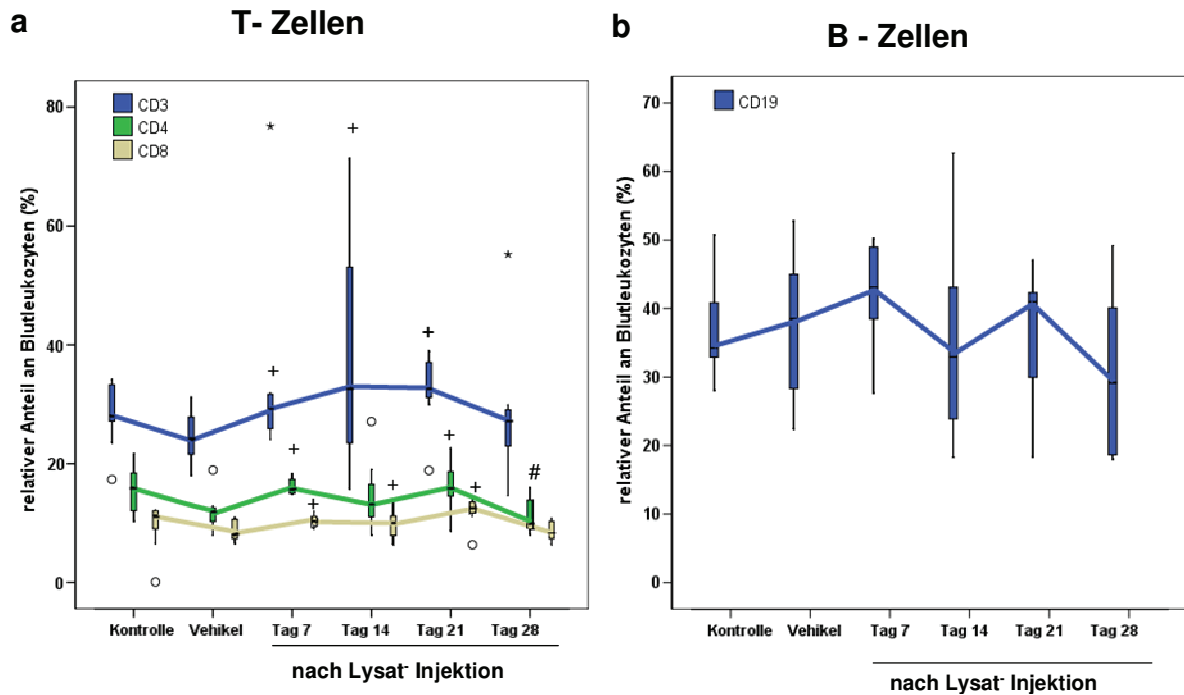 a
T- Zellen
CD3
CD4
CD8
relativer Anteil an Blutleukozyten (%)
80
60
40
20
0
*
+
+
+
+
+
+
+
+
*
#
Kontrolle Vehikel Tag 7 Tag 14 Tag 21 Tag 28
nach Lysat- Injektion
b
B - Zellen
CD19
relativer Anteil an Blutleukozyten (%)
70
60
50
40
30
20
10
0
Kontrolle Vehikel Tag 7 Tag 14 Tag 21 Tag 28
nach Lysat- Injektion